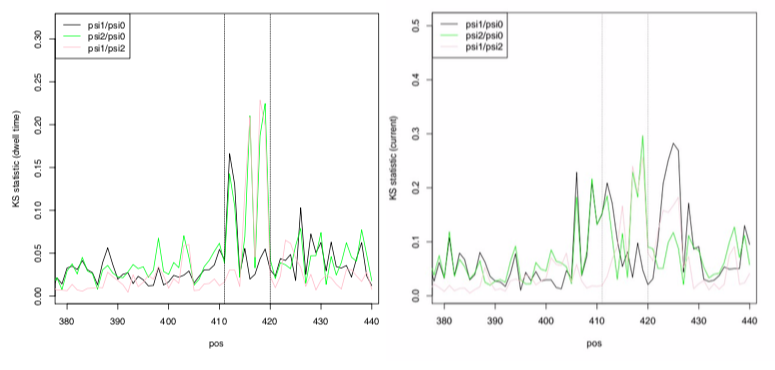 psi1/psi0
psi2/psi0
psi1/psi2
KS statistic (dwell time)
0.00 0.05 0.10 0.15 0.20 0.25 0.30
380 390 400 410 420 430 440
pos
psi1/psi0
psi2/psi0
psi1/psi2
KS statistic (current)
0.0 0.1 0.2 0.3 0.4 0.5
380 390 400 410 420 430 440
pos